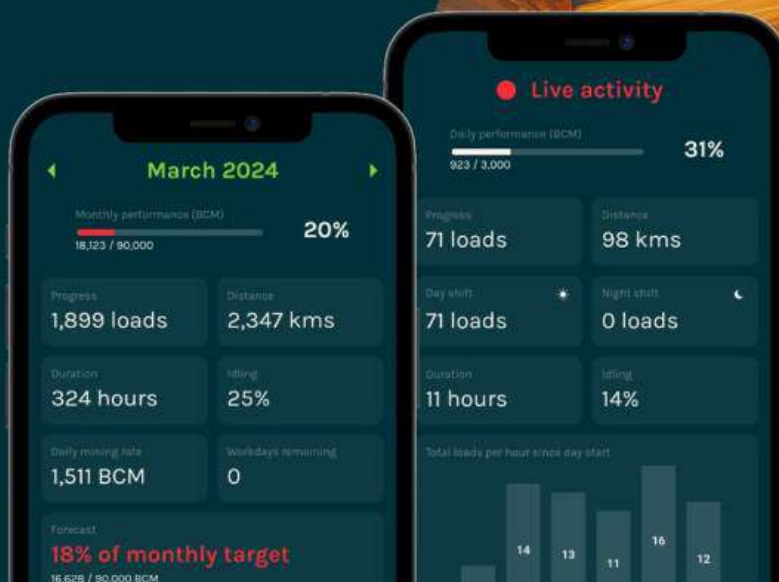 March 2024
Monthly performance (BCM)
20%
18,123 / 90,000
Progress
1,899 loads
Distance
2,347 kms
Duration
324 hours
Idling
25%
Daily mining rate
1,511 BCM
Workdays remaining
0
Forecast
18% of monthly target
16,628 / 90,000 BCM
Live activity
Daily performance (BCM)
31%
923 / 3,000
Progress
71 loads
Distance
98 kms
Day shift
71 loads
Night shift
0 loads
Duration
11 hours
Idling
14%
Total loads per hour since day start
14
13
11
16
12